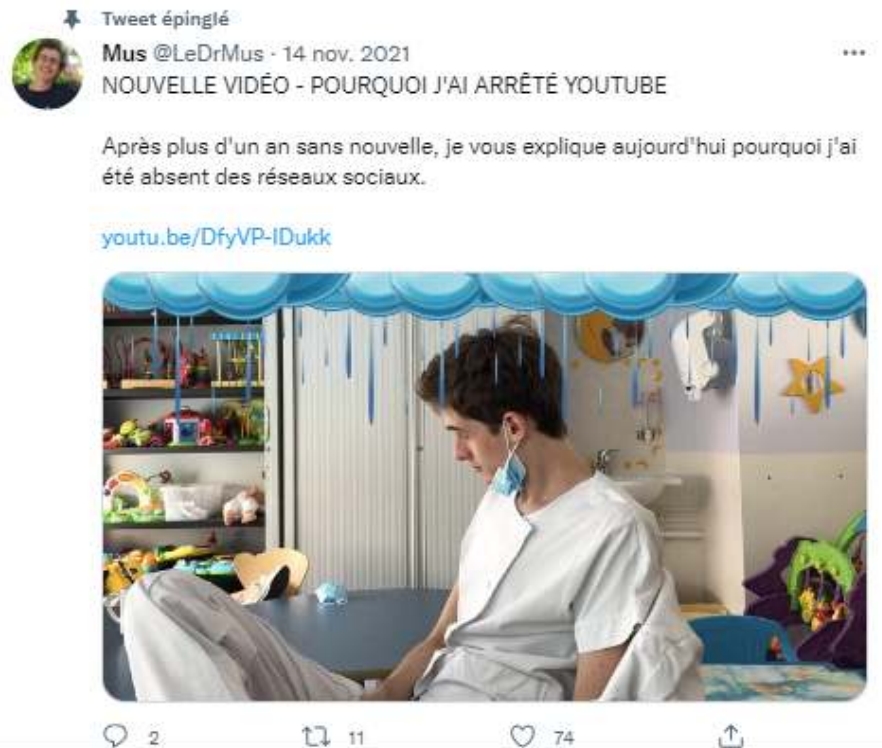 Tweet épinglé
Mus @LeDrMus · 14 nov. 2021
NOUVELLE VIDÉO - POURQUOI J'AI ARRÊTÉ YOUTUBE
Après plus d'un an sans nouvelle, je vous explique aujourd'hui pourquoi j'ai
été absent des réseaux sociaux.
youtu.be/DfyVP-IDukk
2 11 74